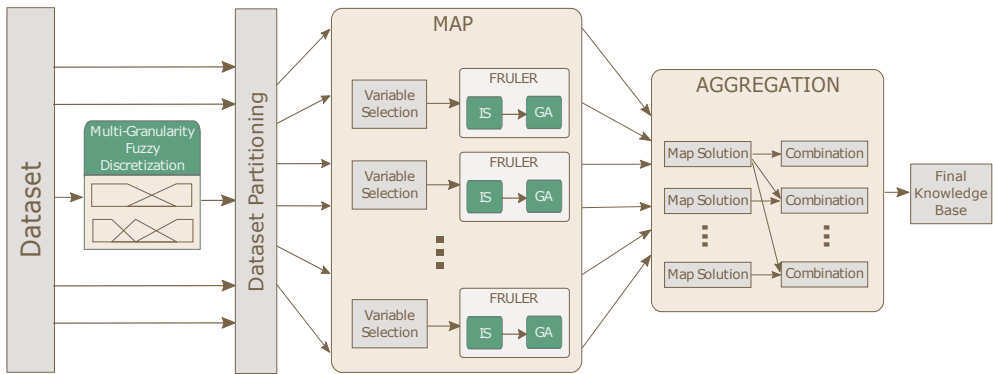 Dataset
Multi-Granularity
Fuzzy
Discretization
Dataset Partitioning
MAP
Variable
Selection
FRULER
IS
GA
Variable
Selection
FRULER
IS
GA
Variable
Selection
FRULER
IS
GA
AGGREGATION
Map Solution
Combination
Map Solution
Combination
Map Solution
Combination
Final
Knowledge
Base